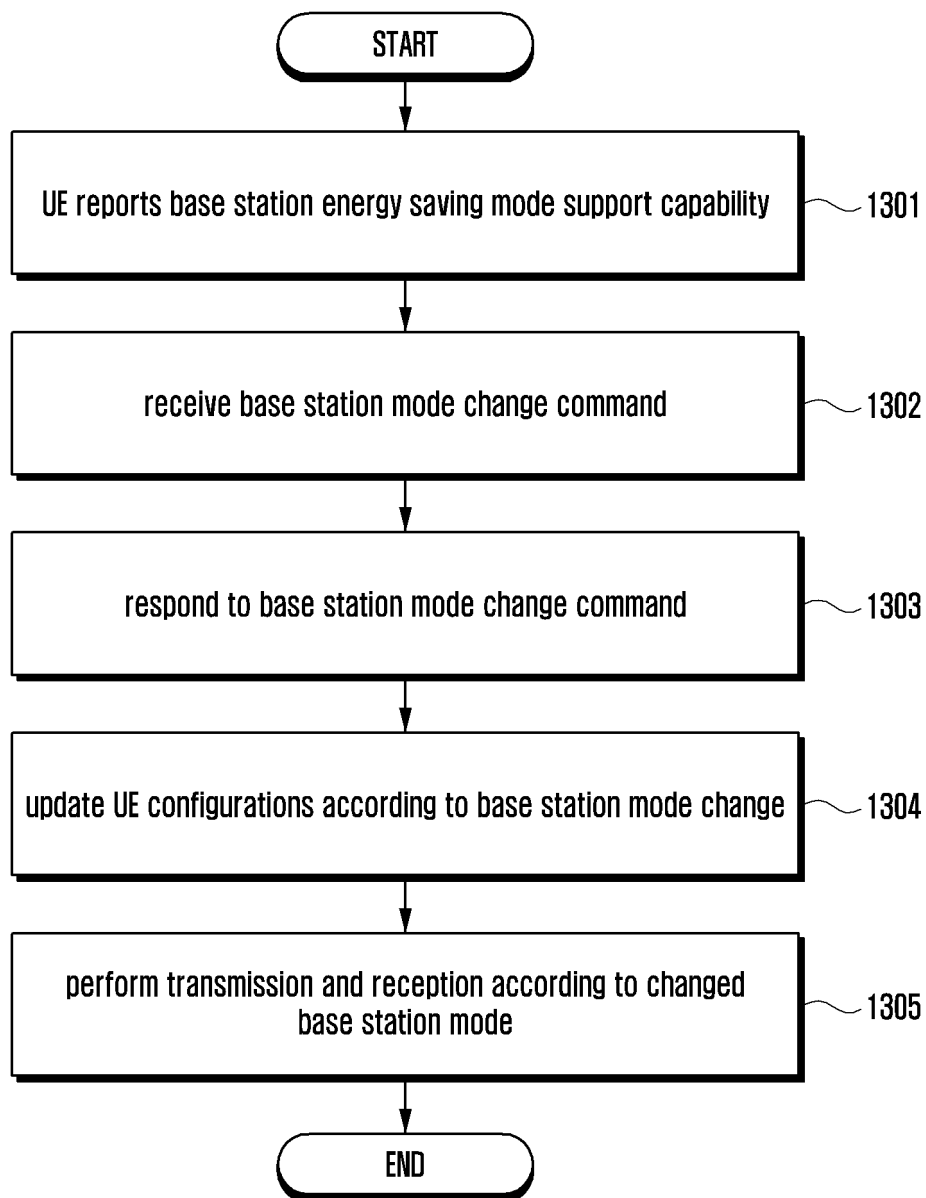 START
UE reports base station energy saving mode support capability
1301
receive base station mode change command
1302
respond to base station mode change command
1303
update UE configurations according to base station mode change
1304
perform transmission and reception according to changed
base station mode
1305
END